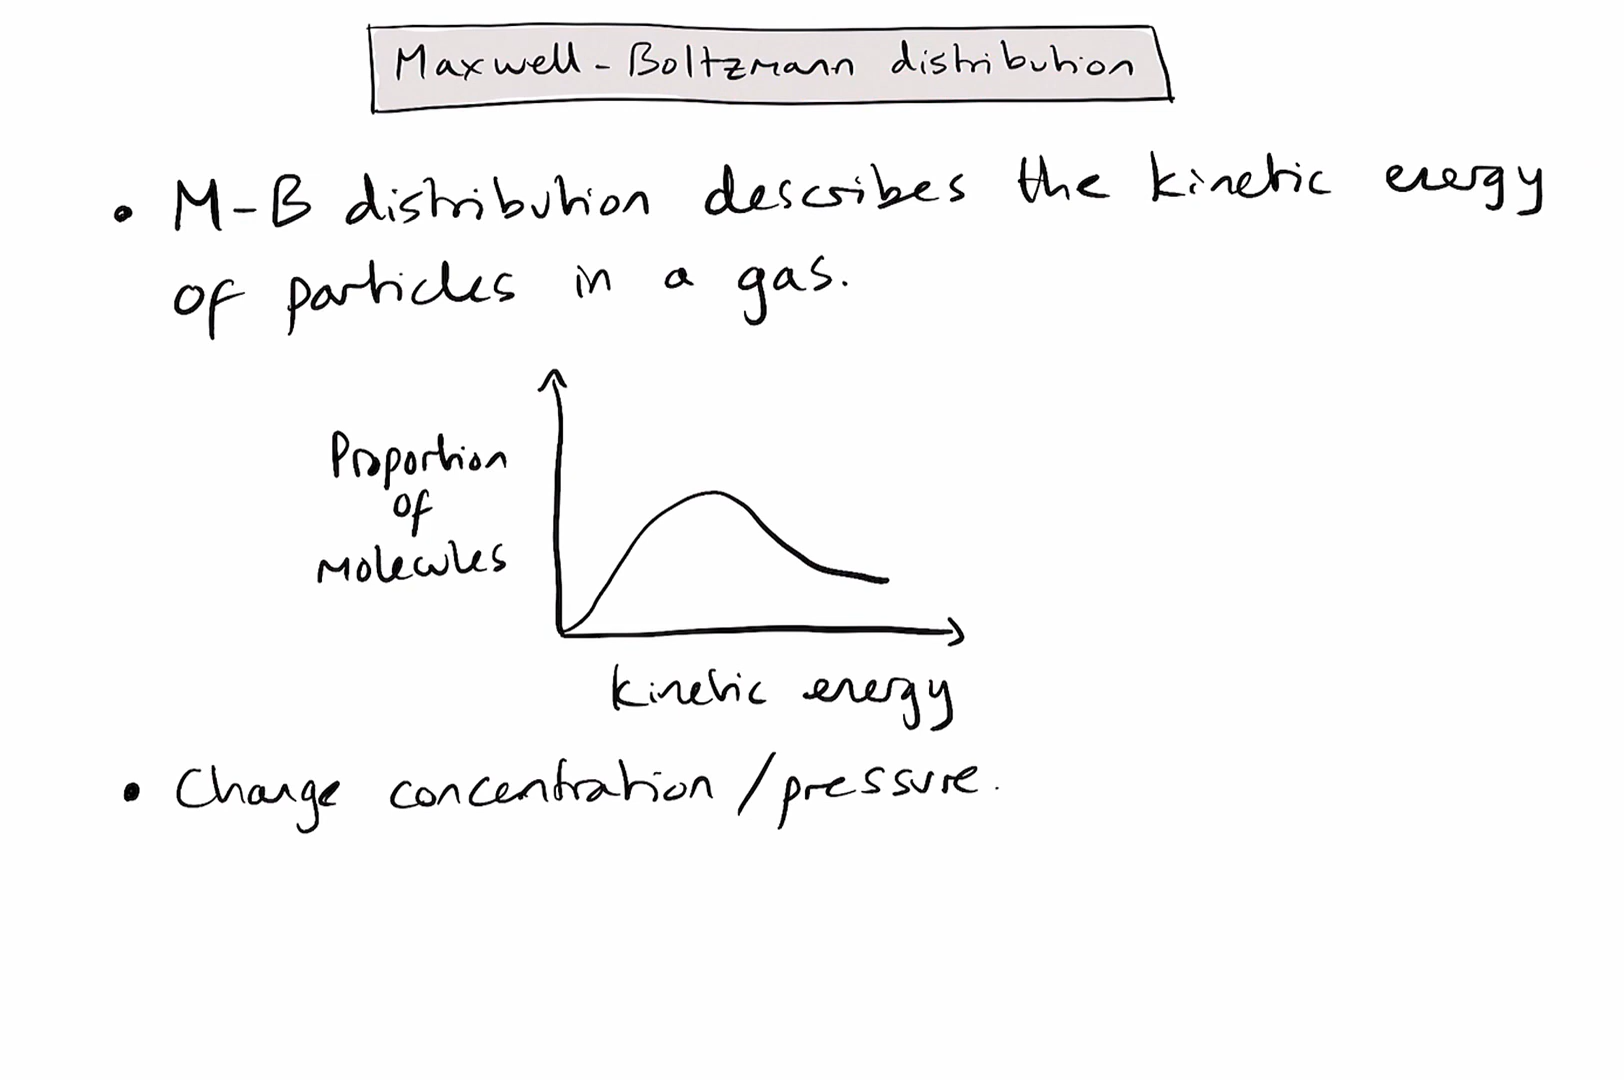 Maxwell-Boltzmann distribution
• M-B distribution describes the kinetic energy
of particles in a gas.
Proportion
of
Molecules
kinetic energy
• Change concentration/pressure.